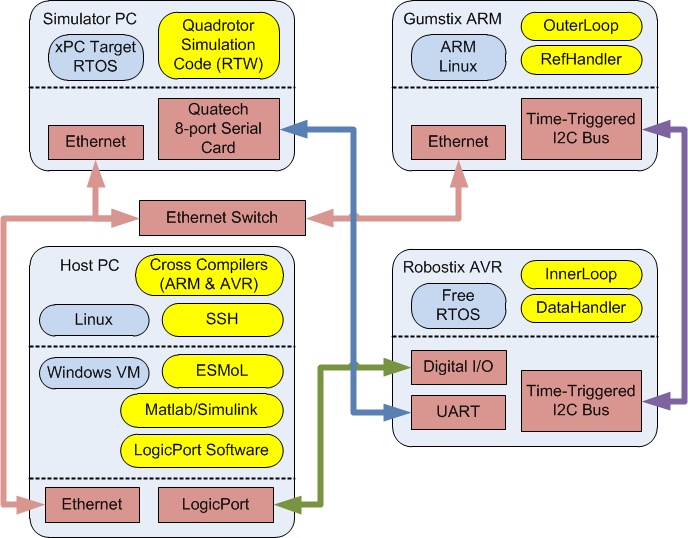 Simulator PC
xPC Target
RTOS
Quadrotor
Simulation
Code (RTW)
Ethernet
Quatech
8-port Serial
Card
Gumstix ARM
ARM
Linux
OuterLoop
RefHandler
Ethernet
Time-Triggered
I2C Bus
Ethernet Switch
Host PC
Cross Compilers
(ARM & AVR)
Linux
SSH
Windows VM
ESMoL
Matlab/Simulink
LogicPort Software
Ethernet
LogicPort
Robostix AVR
Free
RTOS
InnerLoop
DataHandler
Digital I/O
UART
Time-Triggered
I2C Bus